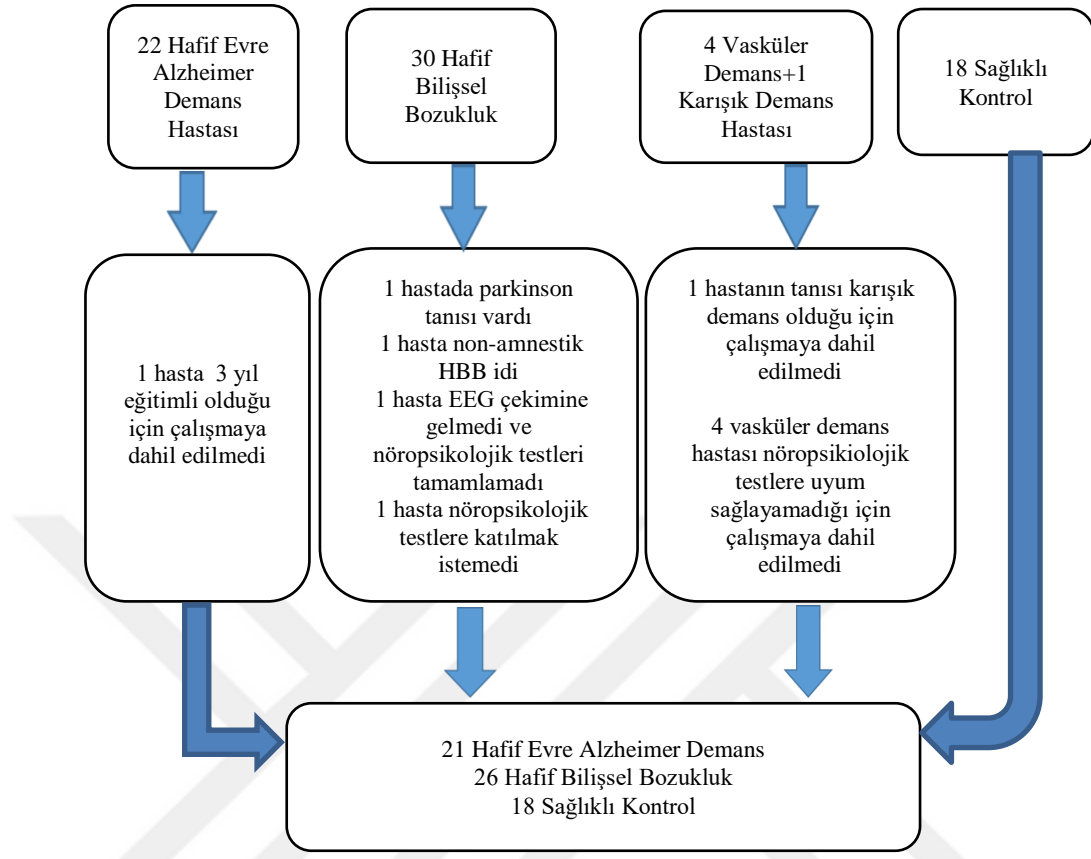 22 Hafif Evre
Alzheimer
Demans
Hastası
30 Hafif
Bilişsel
Bozukluk
4 Vasküler
Demans+1
Karışık Demans
Hastası
18 Sağlıklı
Kontrol
1 hasta 3 yıl
eğitimli olduğu
için çalışmaya
dahil edilmedi
1 hastada parkinson
tanısı vardı
1 hasta non-amnestik
HBB idi
1 hasta EEG çekimine
gelmedi ve
nöropsikolojik testleri
tamamlamadı
1 hasta nöropsikolojik
testlere katılmak
istemedi
1 hastanın tanısı karışık
demans olduğu için
çalışmaya dahil
edilmedi
4 vasküler demans
hastası nöropsikiolojik
testlere uyum
sağlayamadığı için
çalışmaya dahil
edilmedi
21 Hafif Evre Alzheimer Demans
26 Hafif Bilişsel Bozukluk
18 Sağlıklı Kontrol